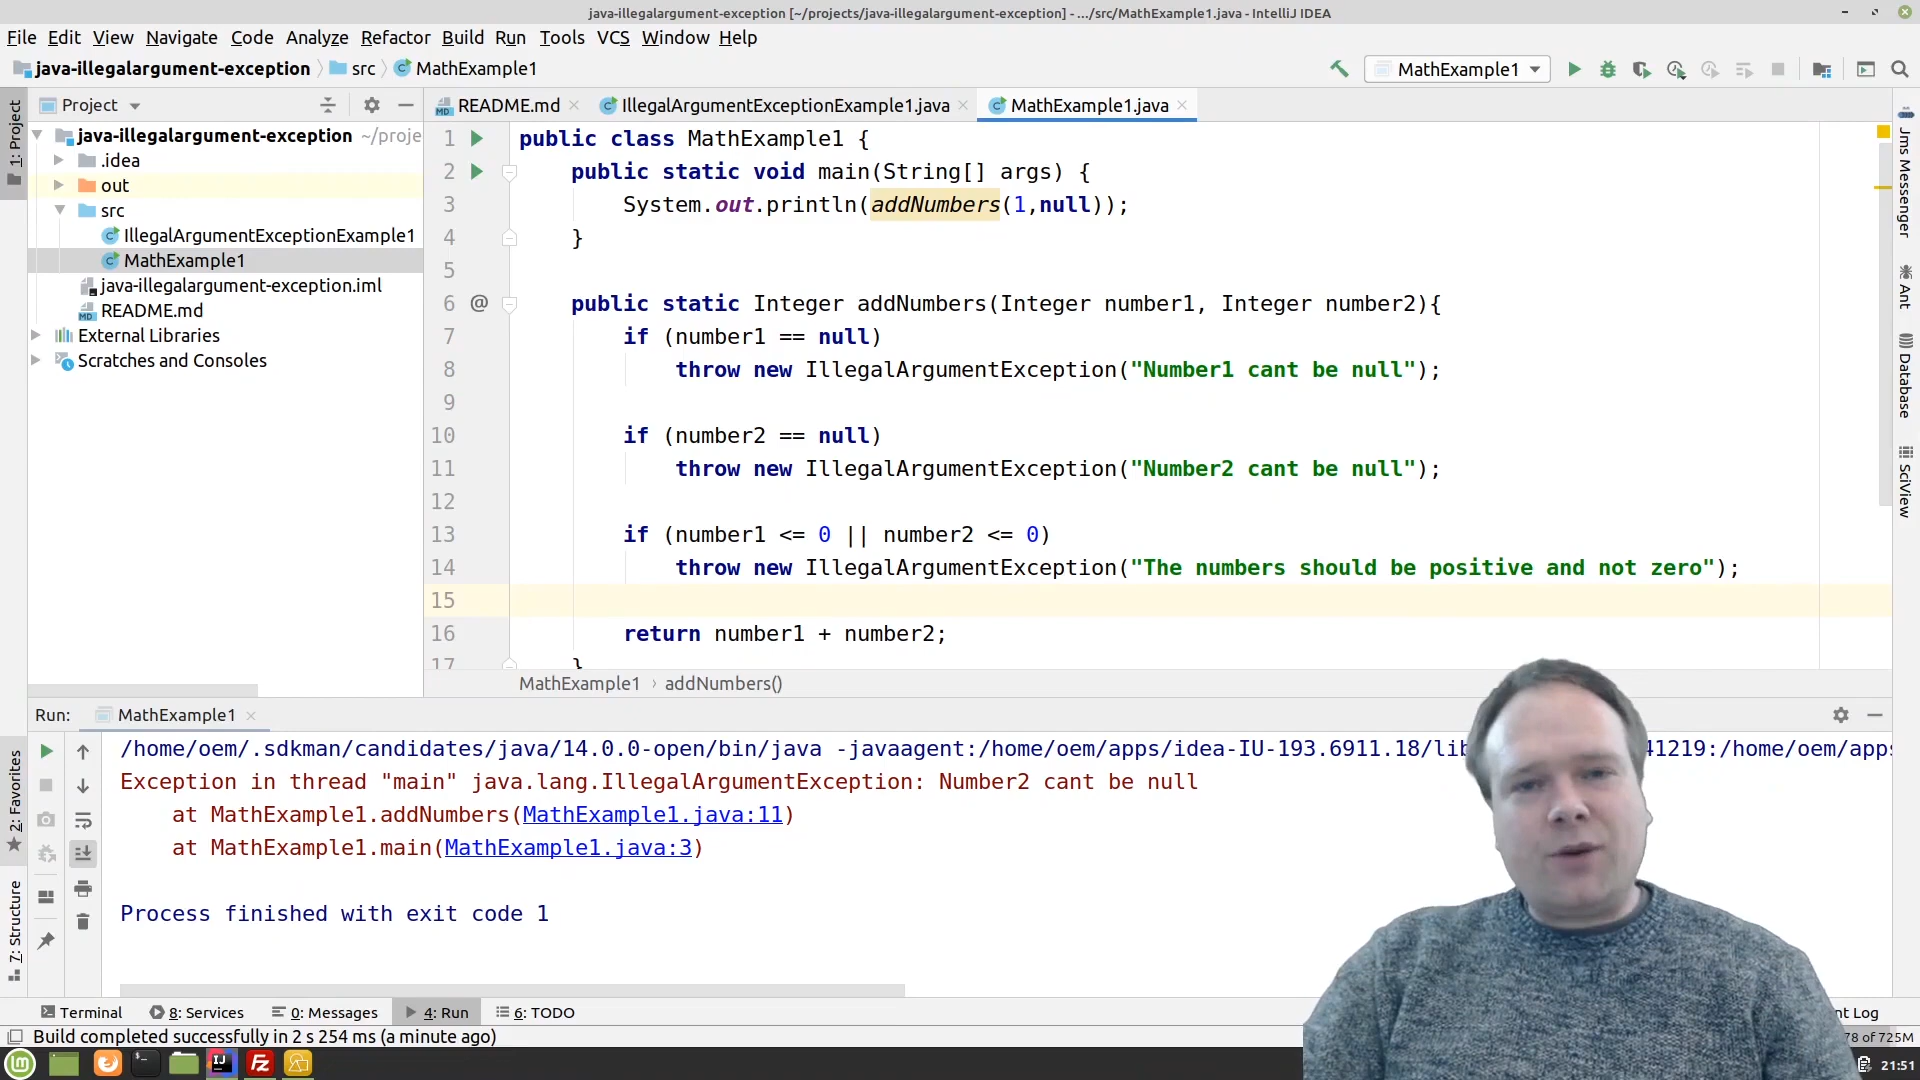 java-illegalargument-exception [~/projects/java-illegalargument-exception] - .../src/MathExample1.java - IntelliJ IDEA
File Edit View Navigate Code Analyze Refactor Build Run Tools VCS Window Help
java-illegalargument-exception src MathExample1
MathExample1
1: Project
Project
java-illegalargument-exception ~/proje
.idea
out
src
IllegalArgumentExceptionExample1
MathExample1
java-illegalargument-exception.iml
README.md
External Libraries
Scratches and Consoles
README.md IllegalArgumentExceptionExample1.java MathExample1.java
1 public class MathExample1 {
2 public static void main(String[] args) {
3 System.out.println(addNumbers(1,null));
4 }
5
6 @ public static Integer addNumbers(Integer number1, Integer number2){
7 if (number1 == null)
8 throw new IllegalArgumentException("Number1 cant be null");
9
10 if (number2 == null)
11 throw new IllegalArgumentException("Number2 cant be null");
12
13 if (number1 <= 0 || number2 <= 0)
14 throw new IllegalArgumentException("The numbers should be positive and not zero");
15
16 return number1 + number2;
17 }
MathExample1 › addNumbers()
Jms Messenger
Ant
Database
SciView
Run: MathExample1
2: Favorites
7: Structure
/home/oem/.sdkman/candidates/java/14.0.0-open/bin/java -javaagent:/home/oem/apps/idea-IU-193.6911.18/lib 41219:/home/oem/apps
Exception in thread "main" java.lang.IllegalArgumentException: Number2 cant be null
at MathExample1.addNumbers(MathExample1.java:11)
at MathExample1.main(MathExample1.java:3)
Process finished with exit code 1
Terminal 8: Services 0: Messages 4: Run 6: TODO nt Log
Build completed successfully in 2 s 254 ms (a minute ago) 78 of 725M
21:51